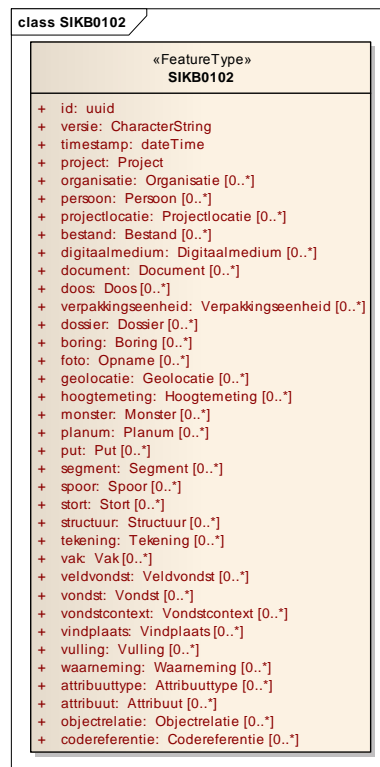 class SIKB0102
«FeatureType»
SIKB0102
+ id: uuid
+ versie: CharacterString
+ timestamp: dateTime
+ project: Project
+ organisatie: Organisatie [0..*]
+ persoon: Persoon [0..*]
+ projectlocatie: Projectlocatie [0..*]
+ bestand: Bestand [0..*]
+ digitaalmedium: Digitaalmedium [0..*]
+ document: Document [0..*]
+ doos: Doos [0..*]
+ verpakkingseenheid: Verpakkingseenheid [0..*]
+ dossier: Dossier [0..*]
+ boring: Boring [0..*]
+ foto: Opname [0..*]
+ geolocatie: Geolocatie [0..*]
+ hoogtemeting: Hoogtemeting [0..*]
+ monster: Monster [0..*]
+ planum: Planum [0..*]
+ put: Put [0..*]
+ segment: Segment [0..*]
+ spoor: Spoor [0..*]
+ stort: Stort [0..*]
+ structuur: Structuur [0..*]
+ tekening: Tekening [0..*]
+ vak: Vak [0..*]
+ veldvondst: Veldvondst [0..*]
+ vondst: Vondst [0..*]
+ vondstcontext: Vondstcontext [0..*]
+ vindplaats: Vindplaats [0..*]
+ vulling: Vulling [0..*]
+ waarneming: Waarneming [0..*]
+ attribuuttype: Attribuuttype [0..*]
+ attribuut: Attribuut [0..*]
+ objectrelatie: Objectrelatie [0..*]
+ codereferentie: Codereferentie [0..*]